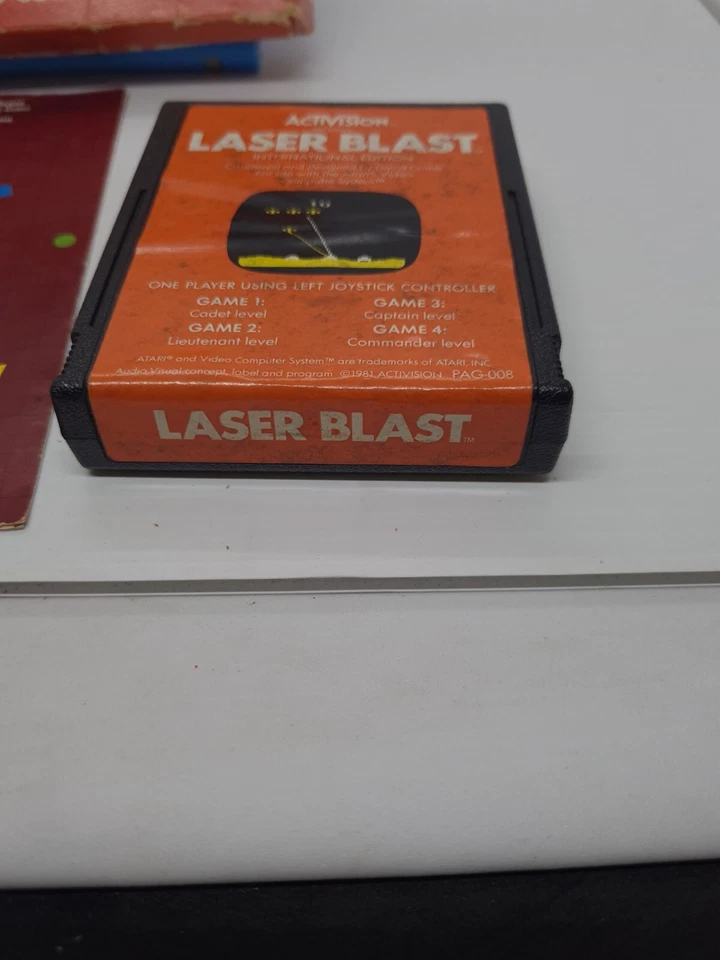 ACTIVISION
LASER BLAST
INTERNATIONAL EDITION
ONE PLAYER USING LEFT JOYSTICK CONTROLLER
GAME 1:
Cadet level
GAME 2:
Lieutenant level
GAME 3:
Captain level
GAME 4:
Commander level
ATARI® and Video Computer System™ are trademarks of ATARI, INC.
Audio Visual concept, label and program ©1981 ACTIVISION PAG-008
LASER BLAST™